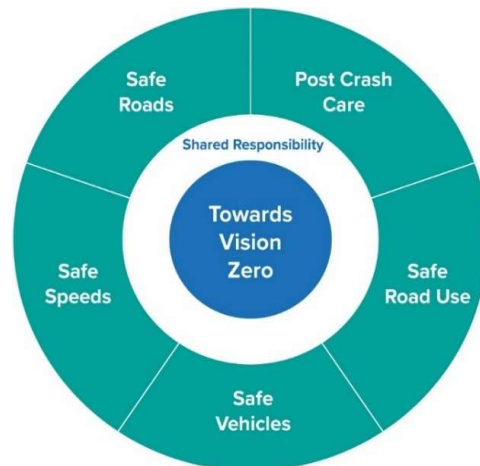 Safe
Roads
Post Crash
Care
Shared Responsibility
Towards
Vision
Zero
Safe
Speeds
Safe
Road Use
Safe
Vehicles